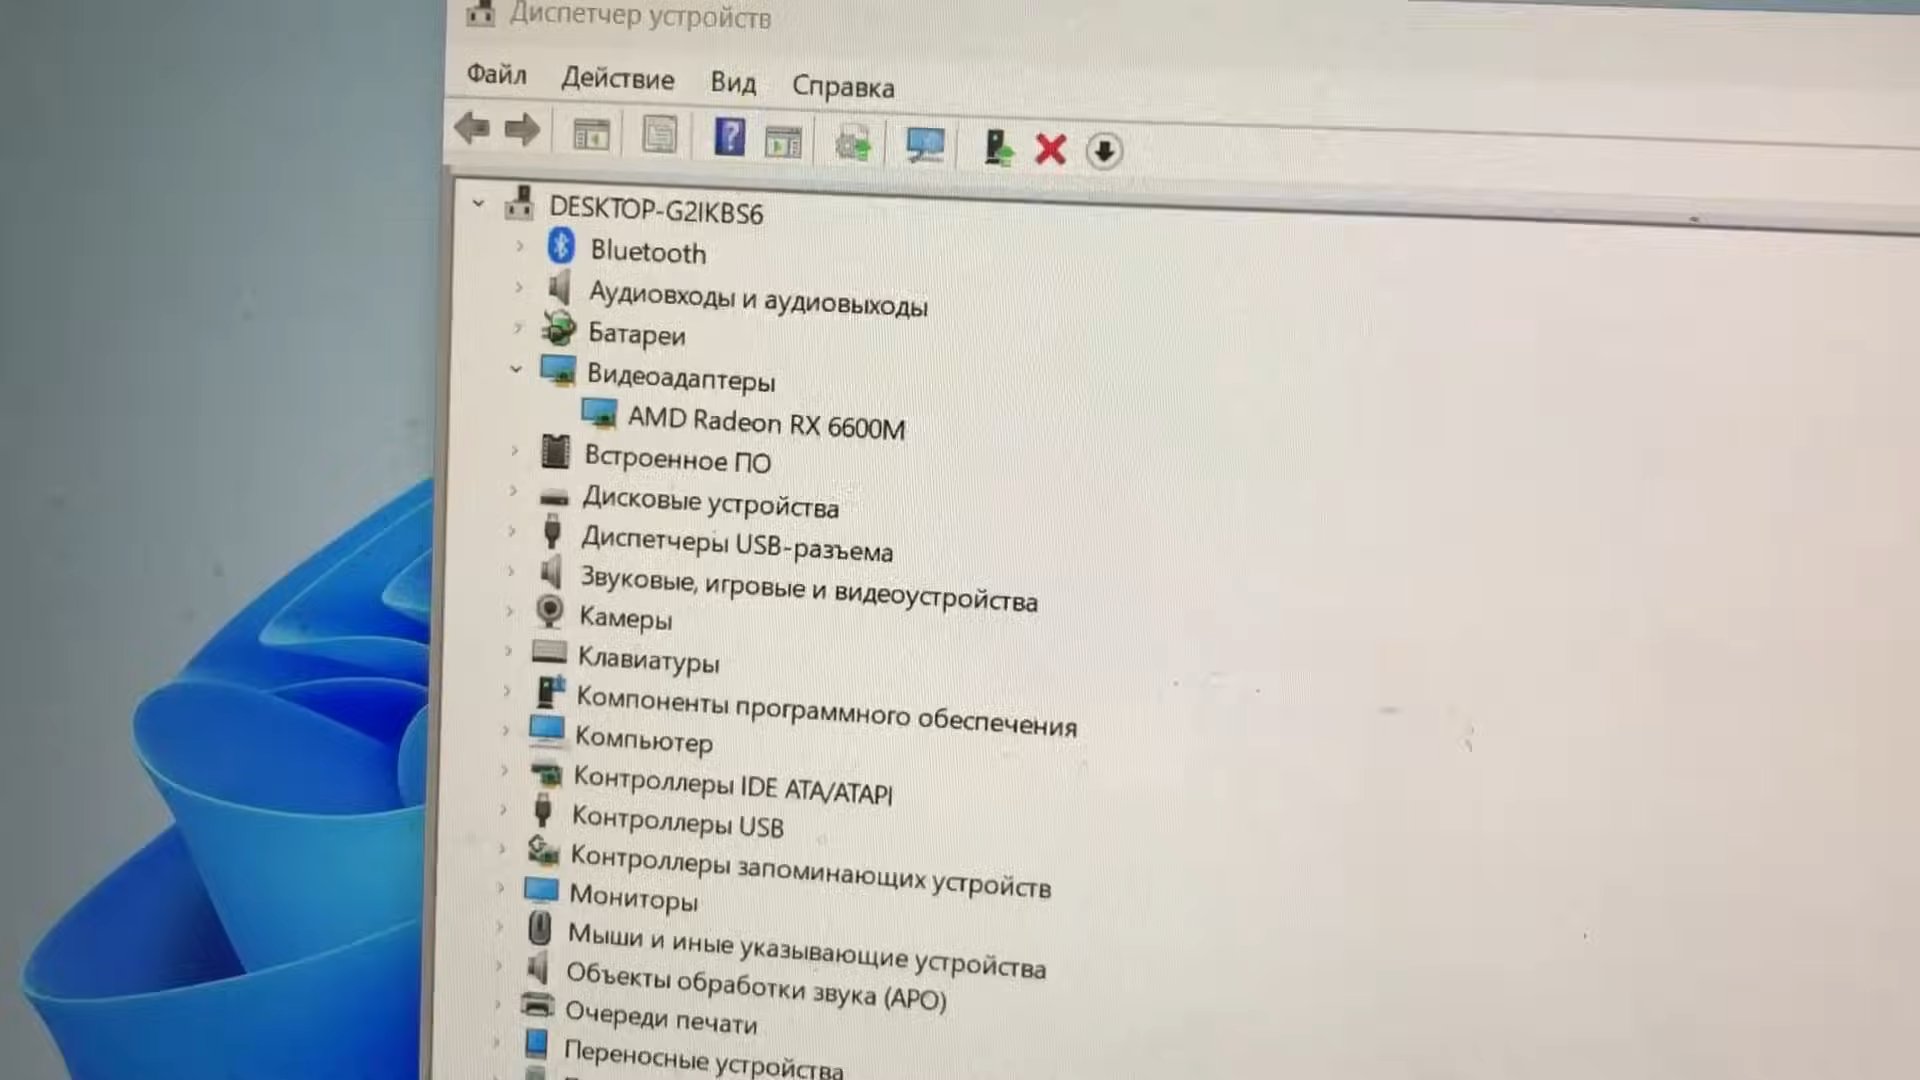 Диспетчер устройств
Файл Действие Вид Справка
DESKTOP-G2IKBS6
Bluetooth
Аудиовходы и аудиовыходы
Батареи
Видеоадаптеры
AMD Radeon RX 6600M
Встроенное ПО
Дисковые устройства
Диспетчеры USB-разъема
Звуковые, игровые и видеоустройства
Камеры
Клавиатуры
Компоненты программного обеспечения
Компьютер
Контроллеры IDE ATA/ATAPI
Контроллеры USB
Контроллеры запоминающих устройств
Мониторы
Мыши и иные указывающие устройства
Объекты обработки звука (APO)
Очереди печати
Переносные устройства